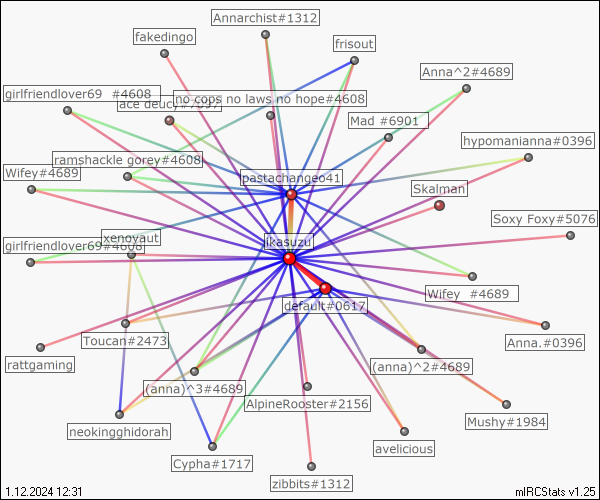 Annarchist#1312
fakedingo
frisout
Anna^2#4689
girlfriendlover69 #4608
no cops no laws no hope#4608
ace deucy#7097
Mad #6901
hypomanianna#0396
ramshackle gorey#4608
Wifey#4689
pastachangeo41
Skalman
Soxy Foxy#5076
xenoyaut
ikasuzu
girlfriendlover69#4608
Wifey #4689
default#0617
Toucan#2473
Anna.#0396
rattgaming
(anna)^2#4689
(anna)^3#4689
AlpineRooster#2156
Mushy#1984
neokingghidorah
avelicious
Cypha#1717
zibbits#1312
1.12.2024 12:31
mIRCStats v1.25